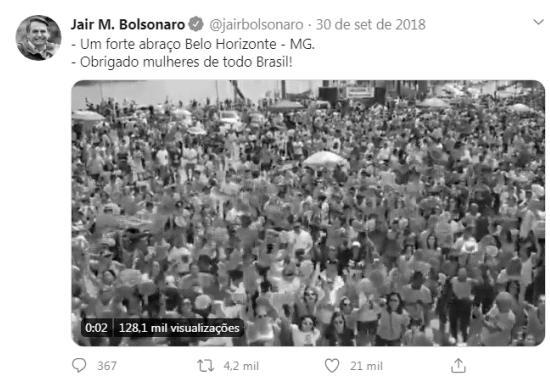 Jair M. Bolsonaro @jairbolsonaro · 30 de set de 2018
- Um forte abraço Belo Horizonte - MG.
- Obrigado mulheres de todo Brasil!
0:02 128,1 mil visualizações
367 4,2 mil 21 mil